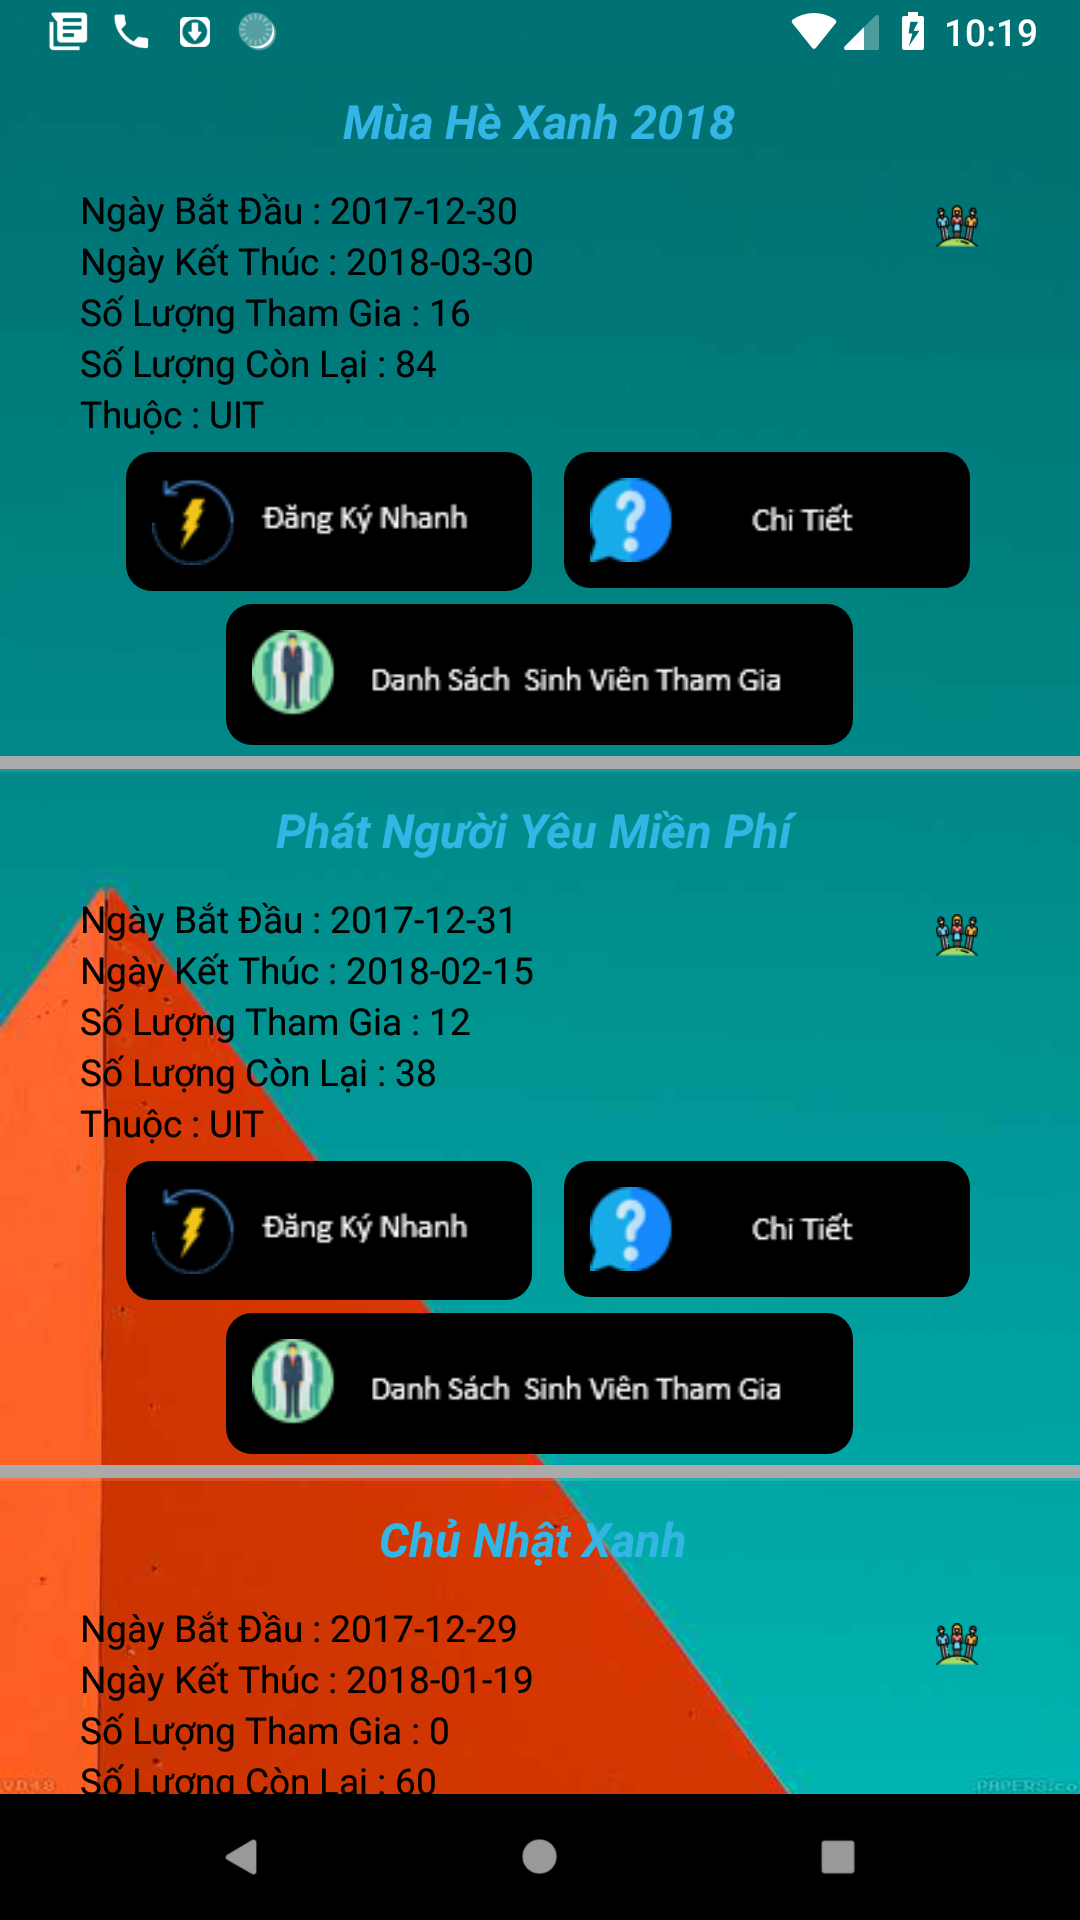 10:19
Mùa Hè Xanh 2018
Ngày Bắt Đầu : 2017-12-30
Ngày Kết Thúc : 2018-03-30
Số Lượng Tham Gia : 16
Số Lượng Còn Lại : 84
Thuộc : UIT
Đăng Ký Nhanh
Chi Tiết
Danh Sách Sinh Viên Tham Gia
Phát Người Yêu Miền Phí
Ngày Bắt Đầu : 2017-12-31
Ngày Kết Thúc : 2018-02-15
Số Lượng Tham Gia : 12
Số Lượng Còn Lại : 38
Thuộc : UIT
Đăng Ký Nhanh
Chi Tiết
Danh Sách Sinh Viên Tham Gia
Chủ Nhật Xanh
Ngày Bắt Đầu : 2017-12-29
Ngày Kết Thúc : 2018-01-19
Số Lượng Tham Gia : 0
Số Lượng Còn Lại : 60
VD48
PAPERS.co